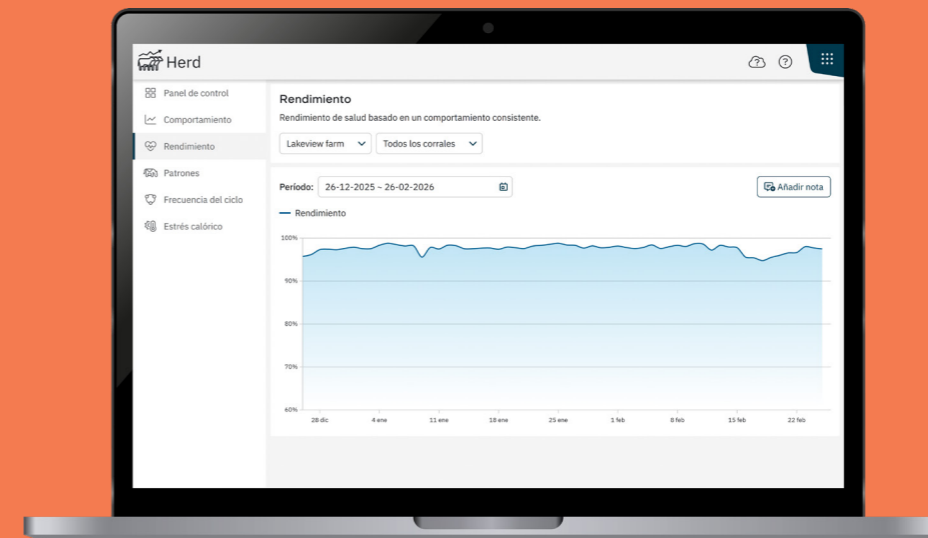 Herd
Panel de control
Comportamiento
Rendimiento
Patrones
Frecuencia del ciclo
Estrés calórico
Rendimiento
Rendimiento de salud basado en un comportamiento consistente.
Lakeview farm Todos los corrales
Período: 26-12-2025 ~ 26-02-2026 Añadir nota
Rendimiento
100%
90%
80%
70%
60%
28 dic 4 ene 11 ene 18 ene 25 ene 1 feb 8 feb 15 feb 22 feb